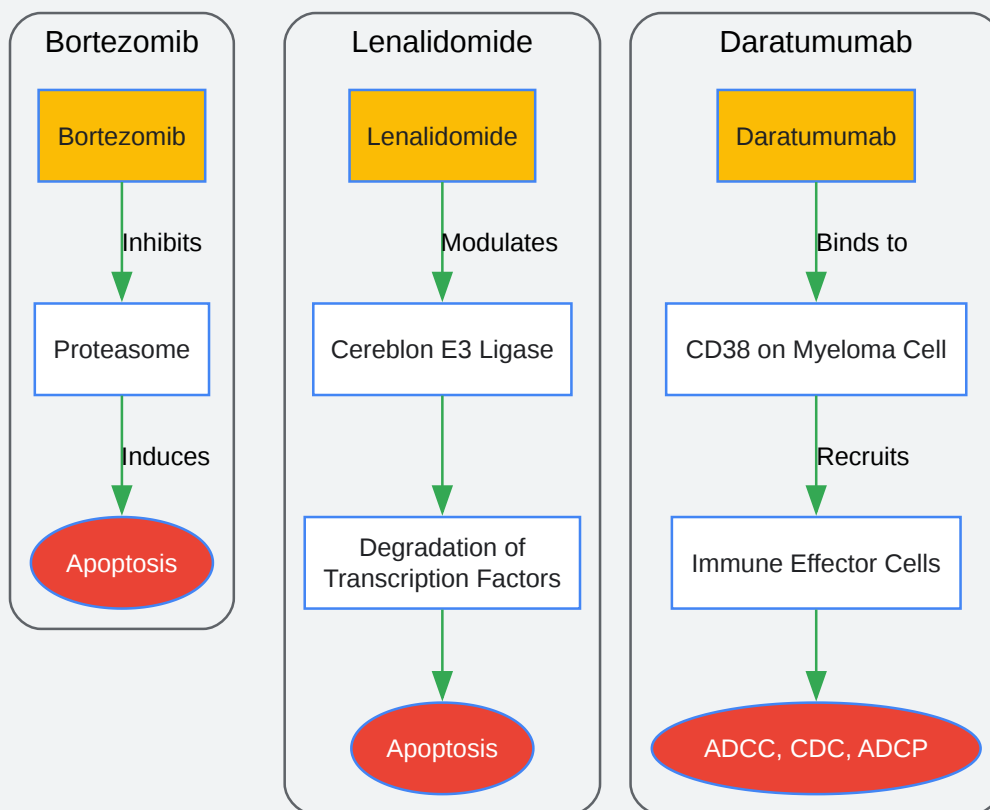 Bortezomib
Bortezomib
Inhibits
Proteasome
Induces
Apoptosis
Lenalidomide
Lenalidomide
Modulates
Cereblon E3 Ligase
Degradation of
Transcription Factors
Apoptosis
Daratumumab
Daratumumab
Binds to
CD38 on Myeloma Cell
Recruits
Immune Effector Cells
ADCC, CDC, ADCP